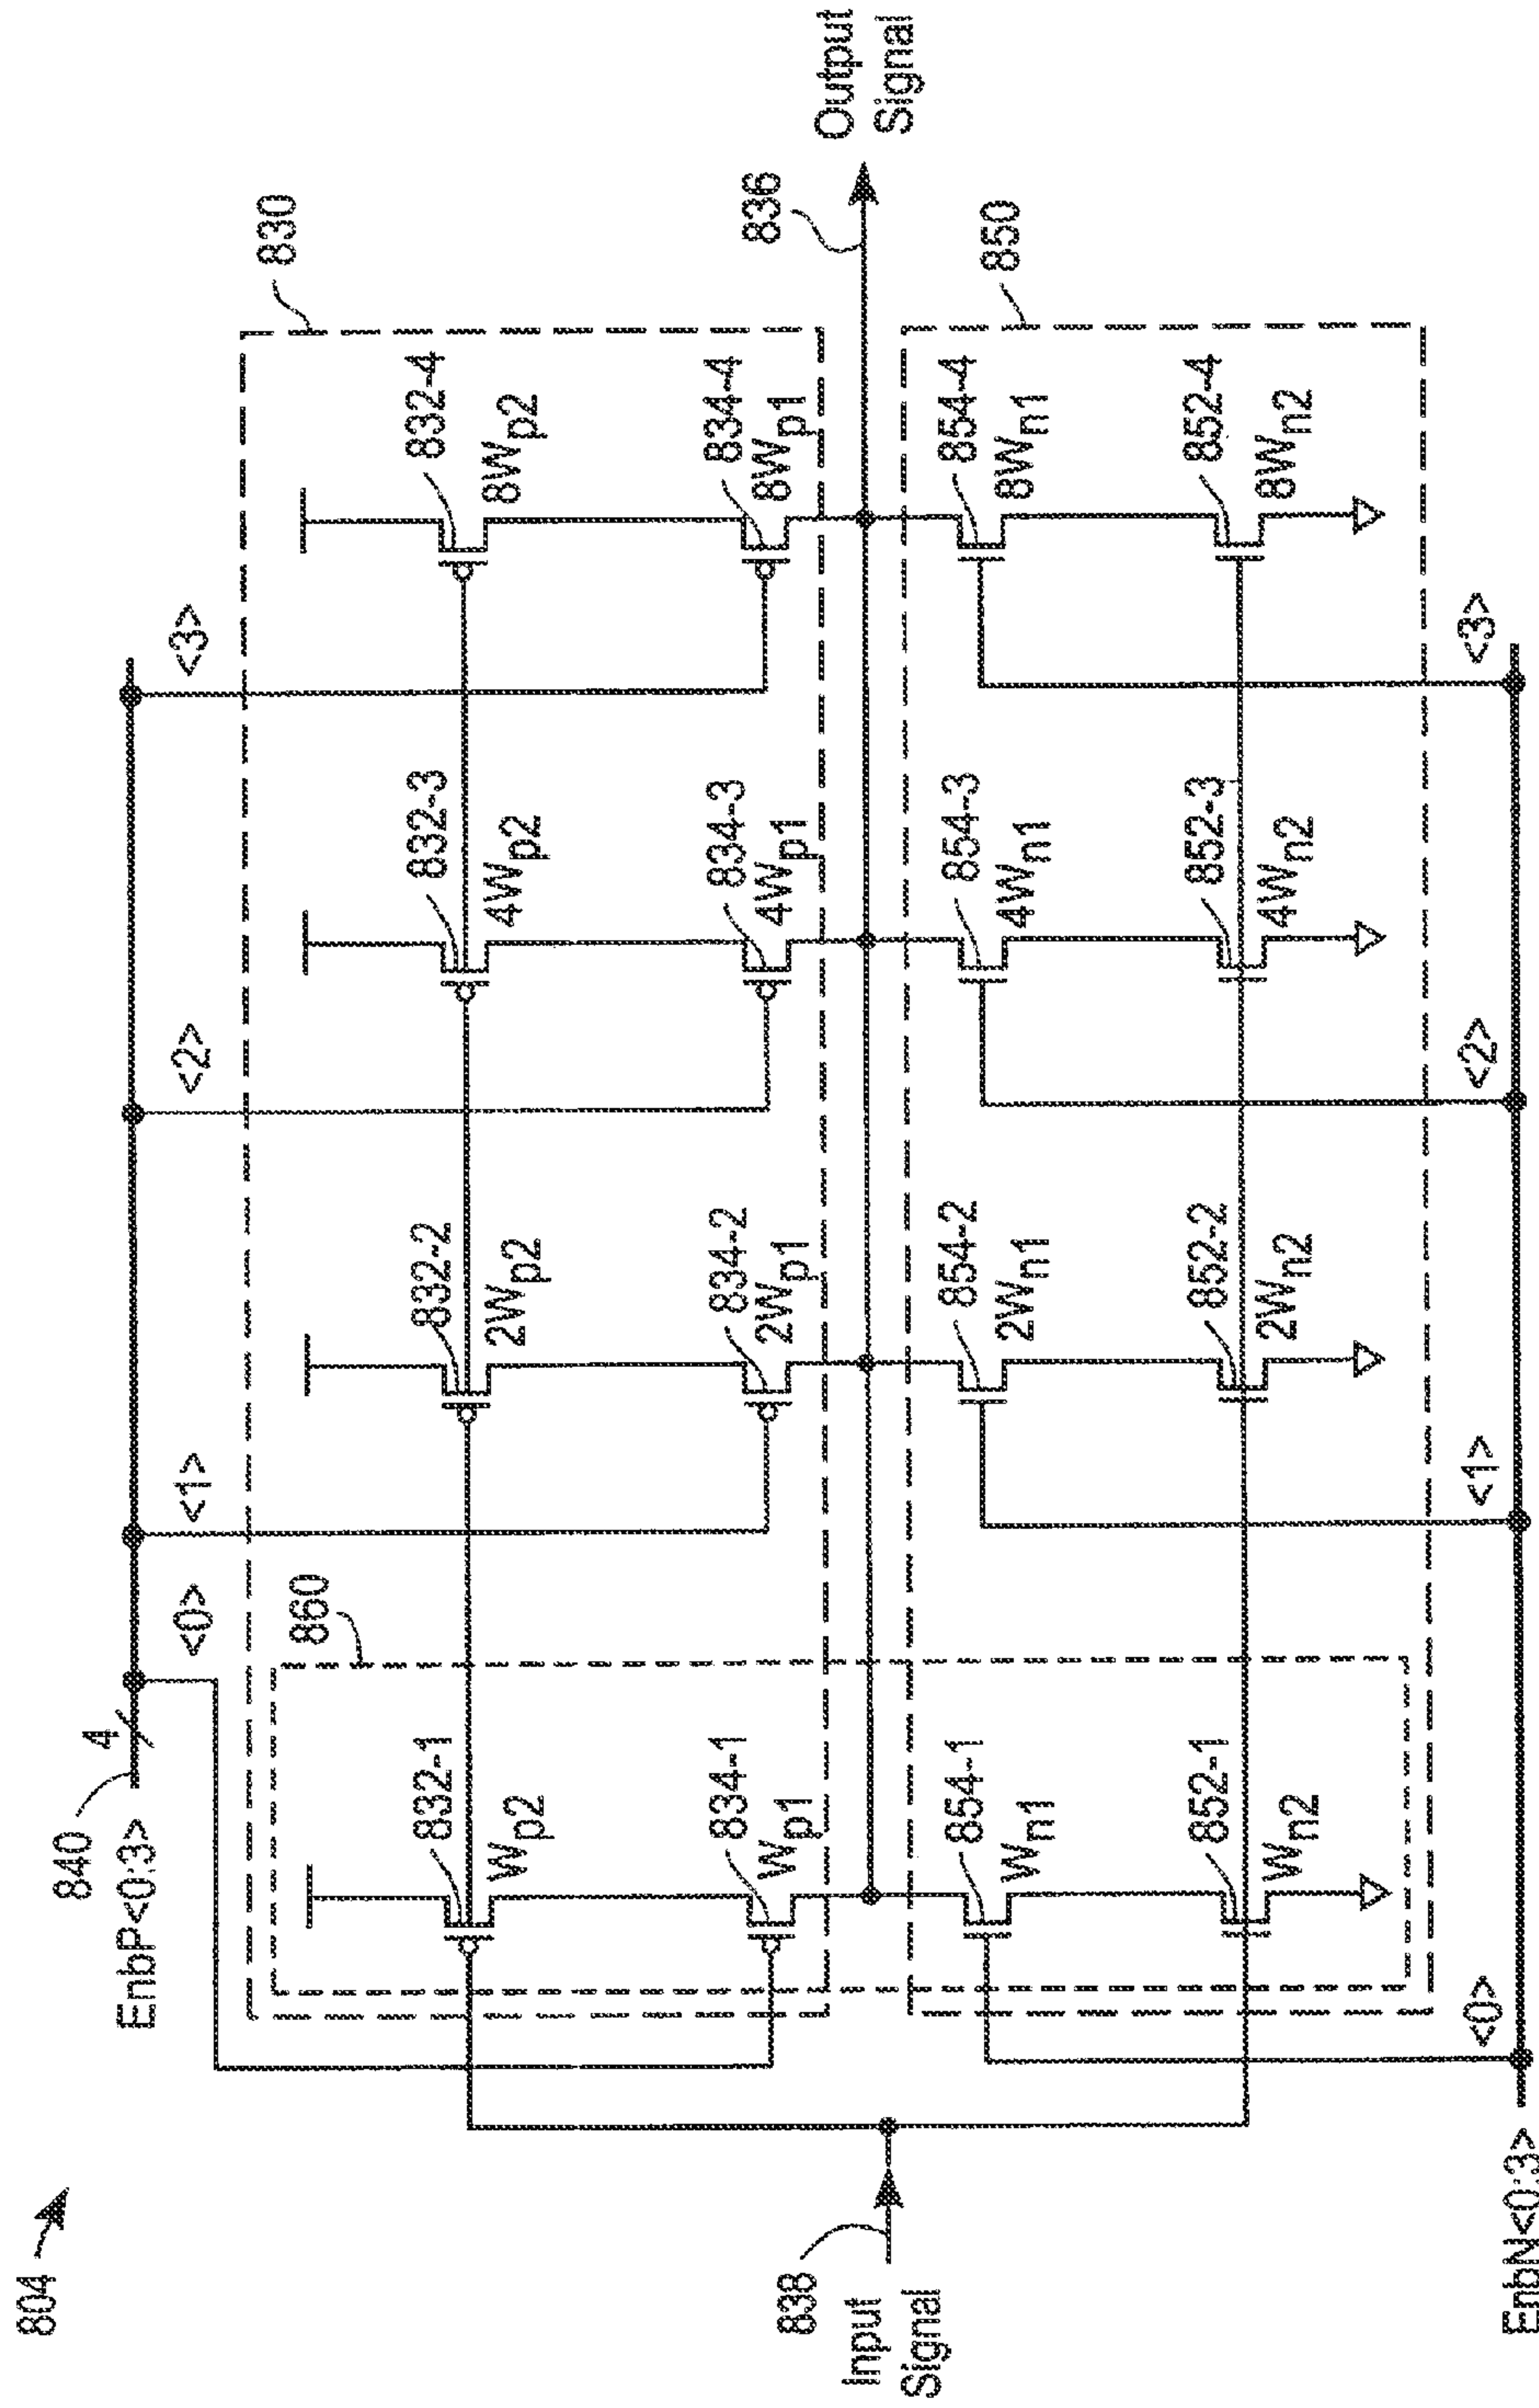 804
840
4
EnbP<0:3>
<0>
<1>
<2>
<3>
830
860
832-1
Wp2
832-2
2Wp2
832-3
4Wp2
832-4
8Wp2
834-1
Wp1
834-2
2Wp1
834-3
4Wp1
834-4
8Wp1
838
Input
Signal
836
Output
Signal
850
854-1
Wn1
854-2
2Wn1
854-3
4Wn1
854-4
8Wn1
852-1
Wn2
852-2
2Wn2
852-3
4Wn2
852-4
8Wn2
<0>
<1>
<2>
<3>
EnbN<0:3>